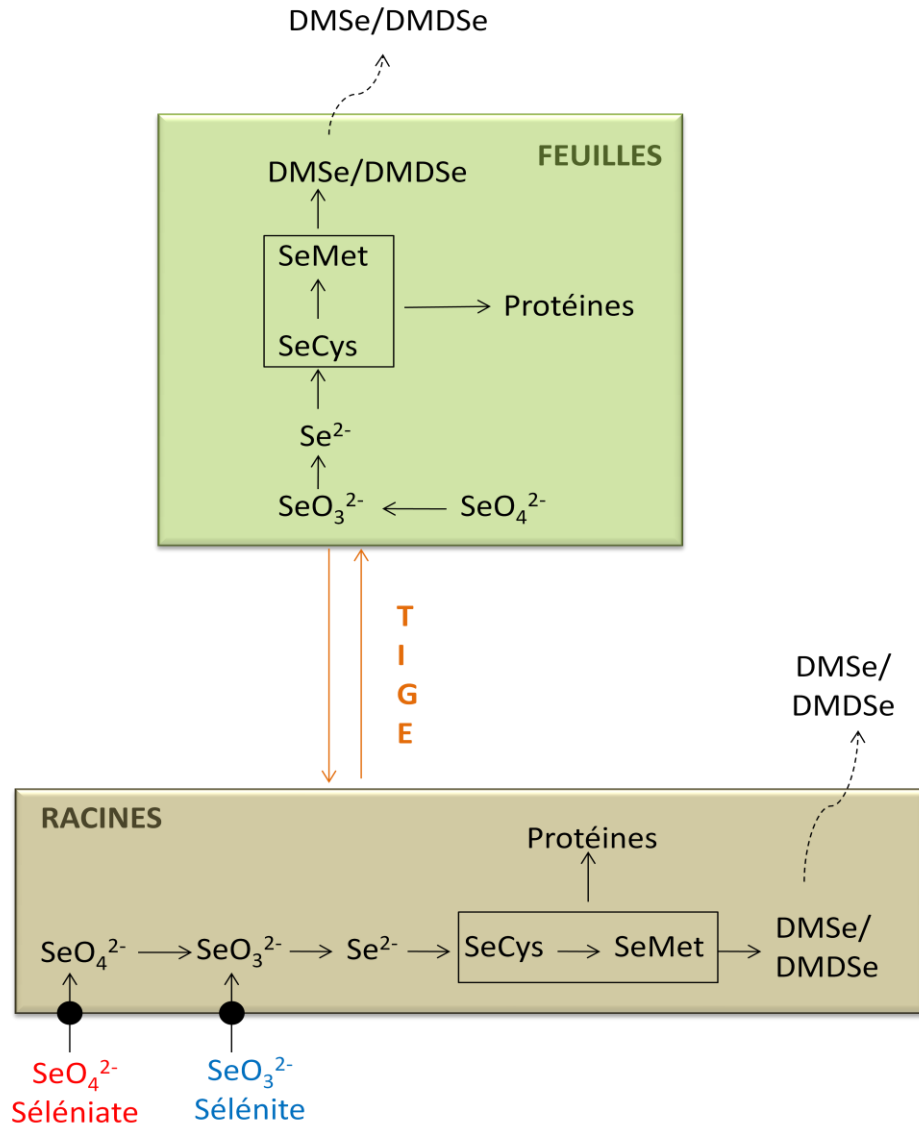 DMSe/DMDSe
FEUILLES
DMSe/DMDSe
SeMet
Protéines
SeCys
Se²⁻
SeO₃²⁻
SeO₄²⁻
T
I
G
E
DMSe/
DMDSe
RACINES
Protéines
SeO₄²⁻
SeO₃²⁻
Se²⁻
SeCys
SeMet
DMSe/
DMDSe
SeO₄²⁻
Séléniate
SeO₃²⁻
Sélénite